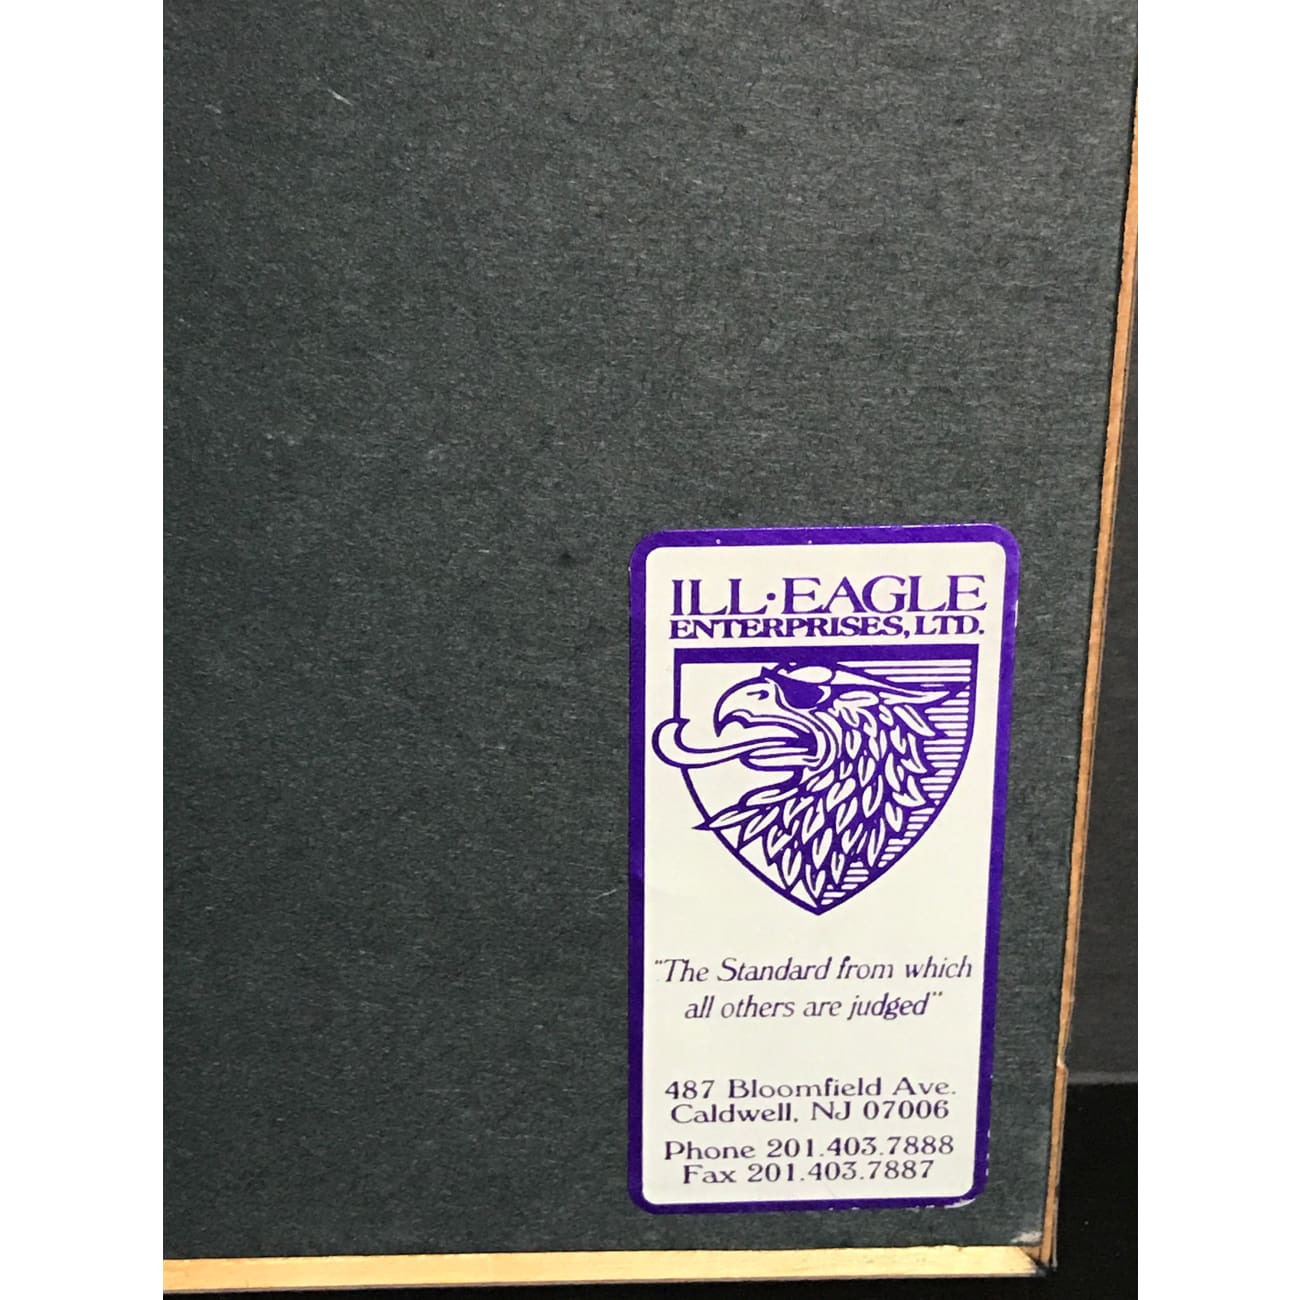 ILL·EAGLE
ENTERPRISES, LTD.
"The Standard from which
all others are judged"
487 Bloomfield Ave.
Caldwell, NJ 07006
Phone 201.403.7888
Fax 201.403.7887